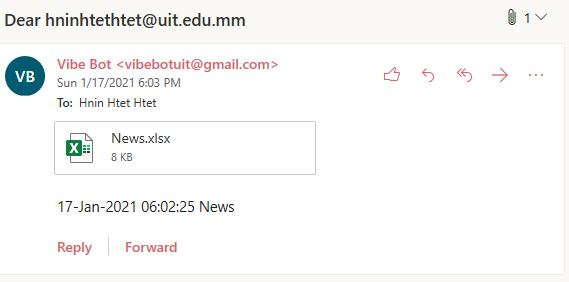 Dear hninhtethtet@uit.edu.mm
1
VB
Vibe Bot <vibebotuit@gmail.com>
Sun 1/17/2021 6:03 PM
To: Hnin Htet Htet
News.xlsx
8 KB
17-Jan-2021 06:02:25 News
Reply
Forward